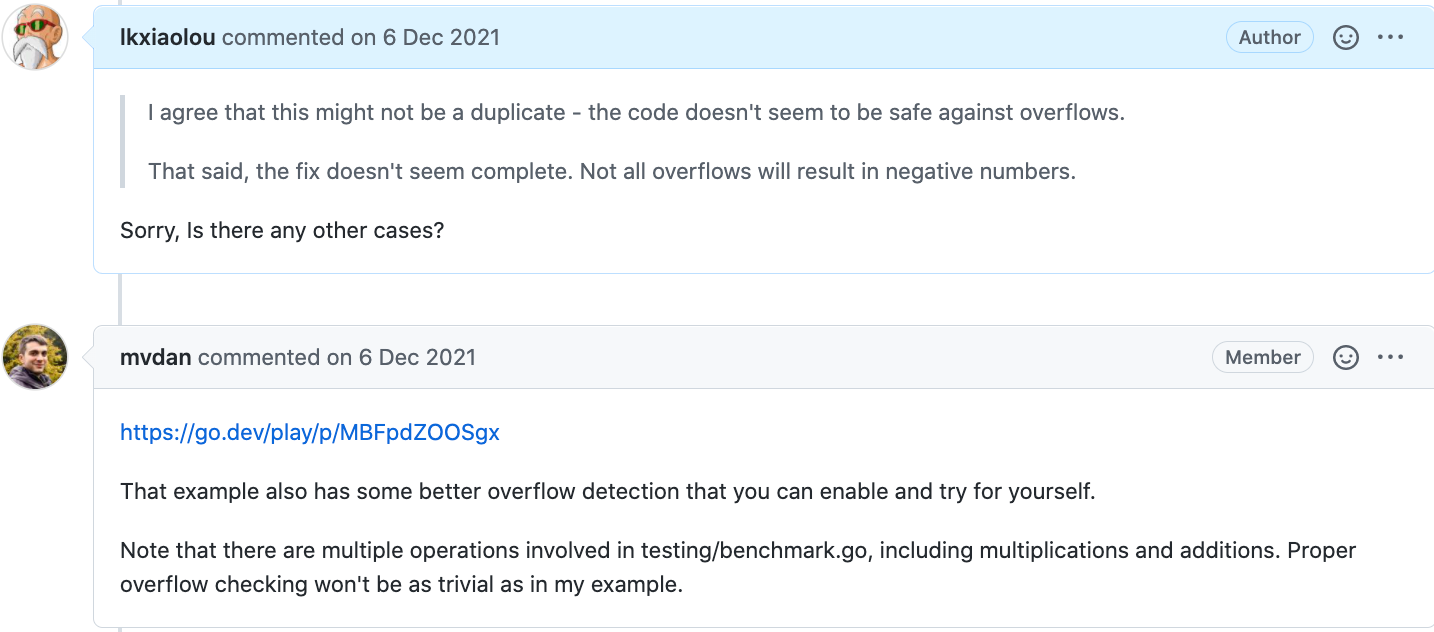 lkxiaolou commented on 6 Dec 2021 Author
I agree that this might not be a duplicate - the code doesn't seem to be safe against overflows.
That said, the fix doesn't seem complete. Not all overflows will result in negative numbers.
Sorry, Is there any other cases?
mvdan commented on 6 Dec 2021 Member
https://go.dev/play/p/MBFpdZOOSgx
That example also has some better overflow detection that you can enable and try for yourself.
Note that there are multiple operations involved in testing/benchmark.go, including multiplications and additions. Proper
overflow checking won't be as trivial as in my example.